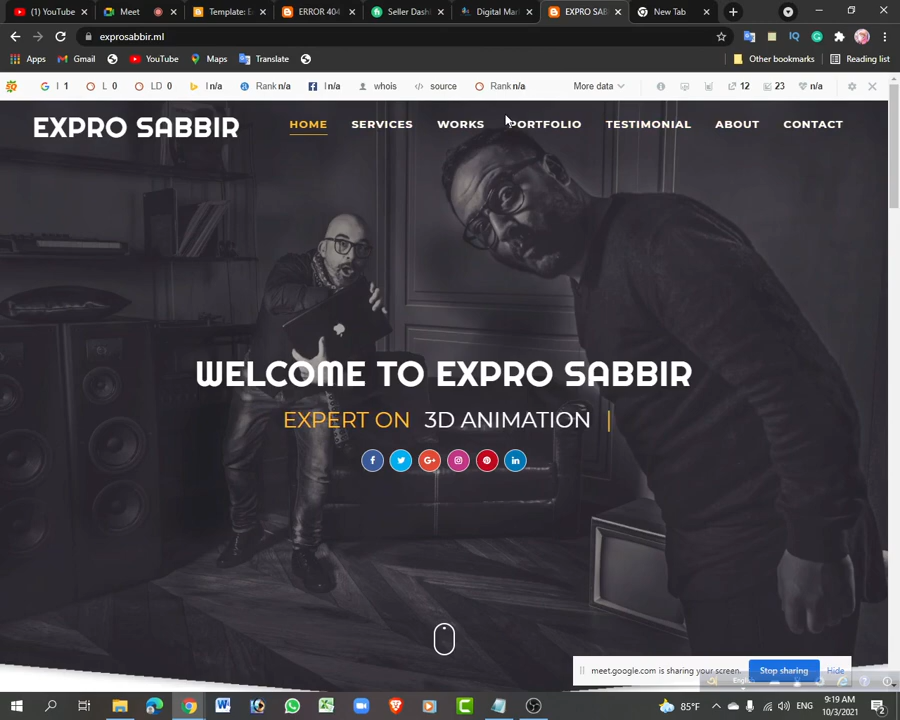 (1) YouTube
Meet
Template: E
ERROR 404
Seller Dash
Digital Mar
EXPRO SAB
New Tab
exprosabbir.ml
Apps
Gmail
YouTube
Maps
Translate
Other bookmarks
Reading list
I 1
L 0
LD 0
I n/a
Rank n/a
I n/a
whois
source
Rank n/a
More data
12
23
n/a
EXPRO SABBIR
HOME
SERVICES
WORKS
PORTFOLIO
TESTIMONIAL
ABOUT
CONTACT
WELCOME TO EXPRO SABBIR
EXPERT ON 3D ANIMATION |
meet.google.com is sharing your screen.
Stop sharing
Hide
85°F
ENG
9:19 AM
10/3/2021